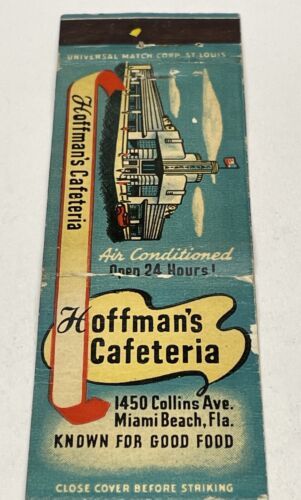 UNIVERSAL MATCH CORP. ST. LOUIS
Hoffman's Cafeteria
Air Conditioned
Open 24 Hours!
Hoffman's
Cafeteria
1450 Collins Ave.
Miami Beach, Fla.
KNOWN FOR GOOD FOOD
CLOSE COVER BEFORE STRIKING